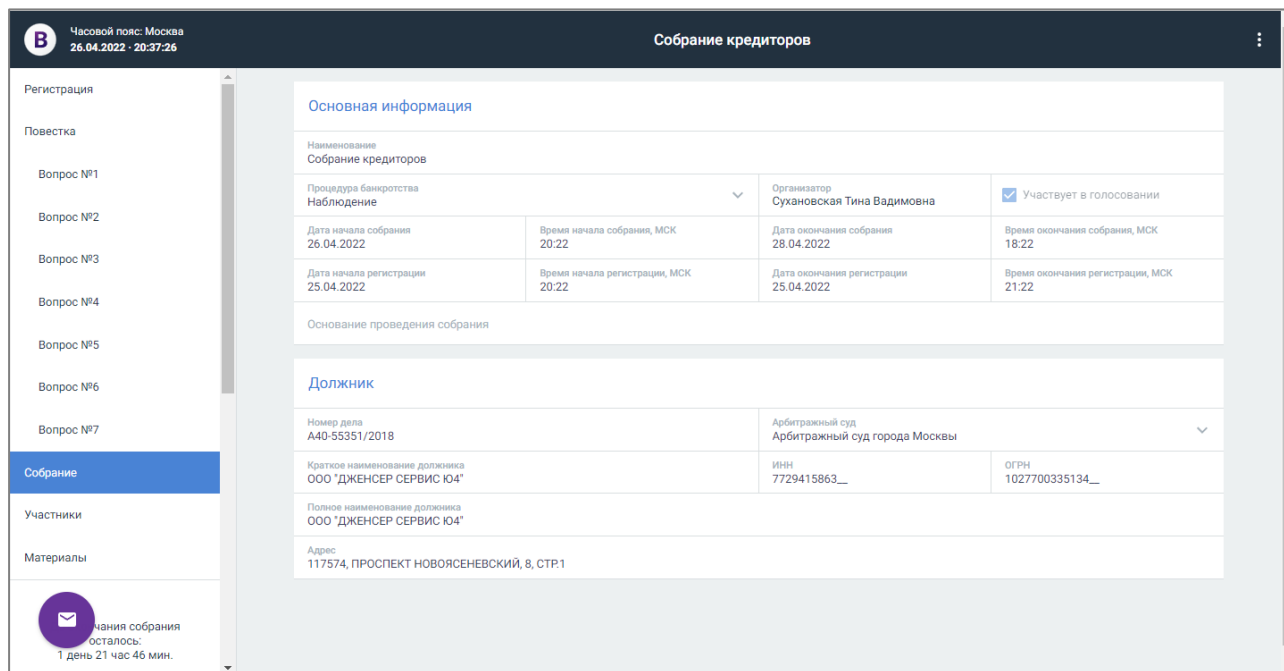 B
Часовой пояс: Москва
26.04.2022 · 20:37:26
Собрание кредиторов
Регистрация
Повестка
Вопрос №1
Вопрос №2
Вопрос №3
Вопрос №4
Вопрос №5
Вопрос №6
Вопрос №7
Собрание
Участники
Материалы
чания собрания
осталось:
1 день 21 час 46 мин.
Основная информация
Наименование
Собрание кредиторов
Процедура банкротства
Наблюдение
Организатор
Сухановская Тина Вадимовна
Участвует в голосовании
Дата начала собрания
26.04.2022
Время начала собрания, МСК
20:22
Дата окончания собрания
28.04.2022
Время окончания собрания, МСК
18:22
Дата начала регистрации
25.04.2022
Время начала регистрации, МСК
20:22
Дата окончания регистрации
25.04.2022
Время окончания регистрации, МСК
21:22
Основание проведения собрания
Должник
Номер дела
А40-55351/2018
Арбитражный суд
Арбитражный суд города Москвы
Краткое наименование должника
ООО "ДЖЕНСЕР СЕРВИС Ю4"
ИНН
7729415863__
ОГРН
1027700335134__
Полное наименование должника
ООО "ДЖЕНСЕР СЕРВИС Ю4"
Адрес
117574, ПРОСПЕКТ НОВОЯСЕНЕВСКИЙ, 8, СТР.1